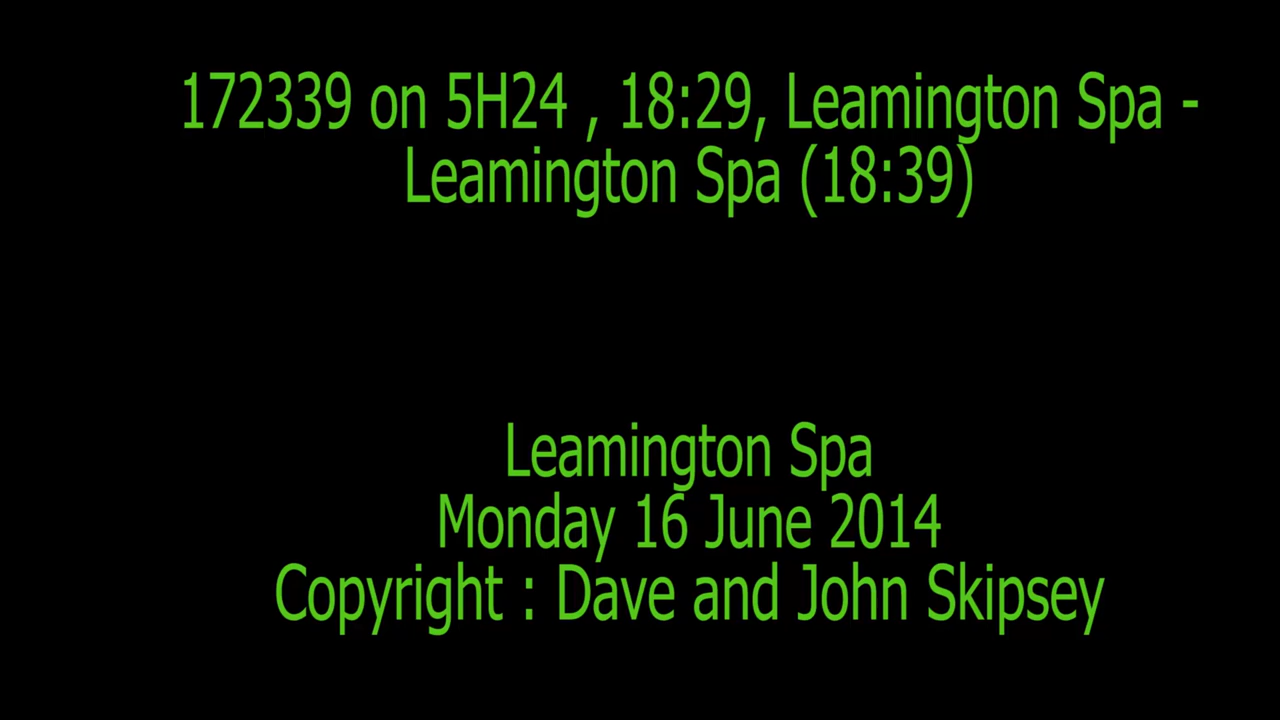 172339 on 5H24 , 18:29, Leamington Spa -
Leamington Spa (18:39)
Leamington Spa
Monday 16 June 2014
Copyright : Dave and John Skipsey